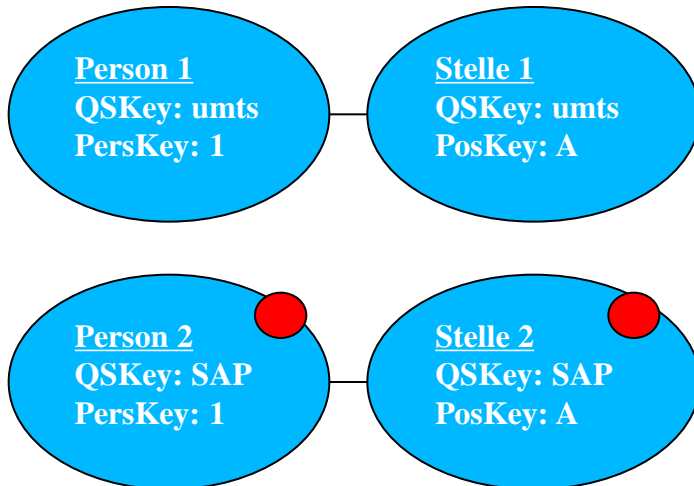 Person 1
QSKey: umts
PersKey: 1
Stelle 1
QSKey: umts
PosKey: A
Person 2
QSKey: SAP
PersKey: 1
Stelle 2
QSKey: SAP
PosKey: A